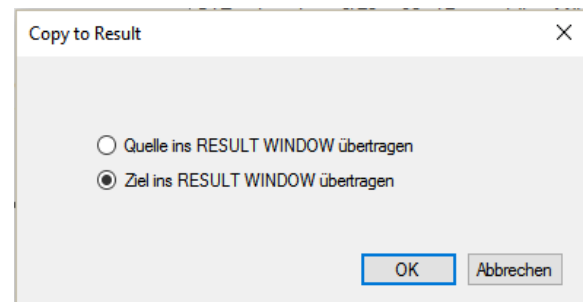 Copy to Result
Quelle ins RESULT WINDOW übertragen
Ziel ins RESULT WINDOW übertragen
OK Abbrechen